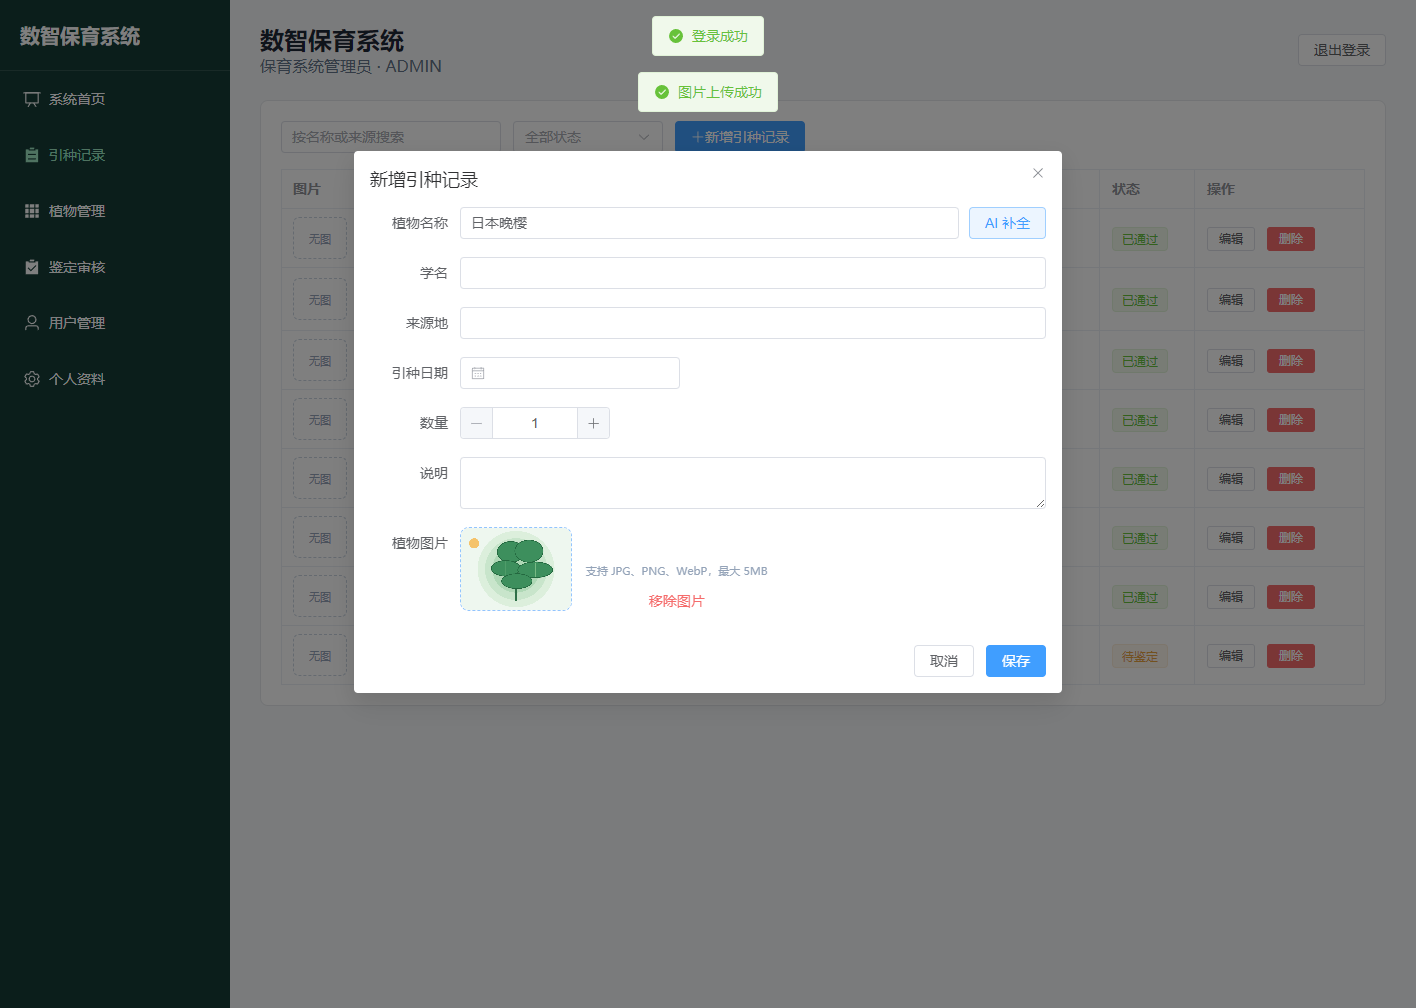 数智保育系统
系统首页
引种记录
植物管理
鉴定审核
用户管理
个人资料
数智保育系统
保育系统管理员 · ADMIN
登录成功
图片上传成功
退出登录
按名称或来源搜索
全部状态
新增引种记录
图片
状态
操作
无图
已通过
编辑
删除
无图
已通过
编辑
删除
无图
已通过
编辑
删除
无图
已通过
编辑
删除
无图
已通过
编辑
删除
无图
已通过
编辑
删除
无图
已通过
编辑
删除
无图
待鉴定
编辑
删除
新增引种记录
植物名称
日本晚樱
AI 补全
学名
来源地
引种日期
数量
1
说明
植物图片
支持 JPG、PNG、WebP，最大 5MB
移除图片
取消
保存